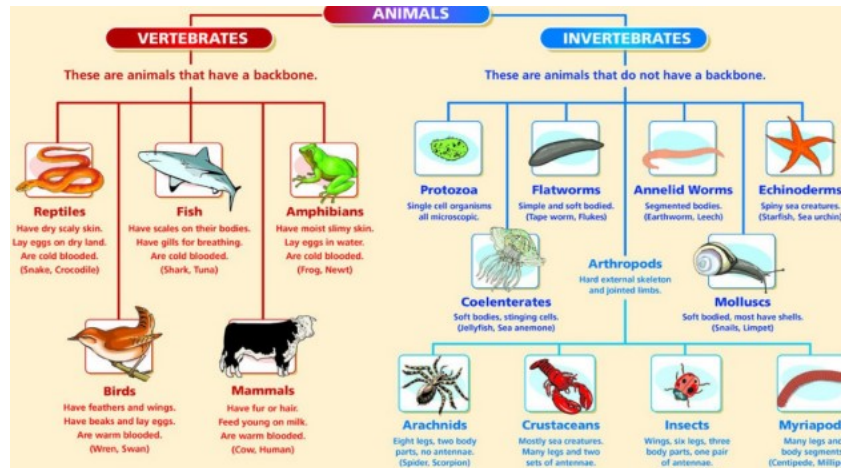 ANIMALS
VERTEBRATES
These are animals that have a backbone.
Reptiles
Have dry scaly skin.
Lay eggs on dry land.
Are cold blooded.
(Snake, Crocodile)
Fish
Have scales on their bodies.
Have gills for breathing.
Are cold blooded.
(Shark, Tuna)
Amphibians
Have moist slimy skin.
Lay eggs in water.
Are cold blooded.
(Frog, Newt)
Birds
Have feathers and wings.
Have beaks and lay eggs.
Are warm blooded.
(Wren, Swan)
Mammals
Have fur or hair.
Feed young on milk.
Are warm blooded.
(Cow, Human)
INVERTEBRATES
These are animals that do not have a backbone.
Protozoa
Single cell organisms
all microscopic.
Flatworms
Simple and soft bodied.
(Tape worm, Flukes)
Annelid Worms
Segmented bodies.
(Earthworm, Leech)
Echinoderms
Spiny sea creatures.
(Starfish, Sea urchin)
Coelenterates
Soft bodies, stinging cells.
(Jellyfish, Sea anemone)
Arthropods
Hard external skeleton
and jointed limbs.
Molluscs
Soft bodied, most have shells.
(Snails, Limpet)
Arachnids
Eight legs, two body
parts, no antennae.
(Spider, Scorpion)
Crustaceans
Mostly sea creatures.
Many legs and two
sets of antennae.
Insects
Wings, six legs, three
body parts, one pair
of antennae.
Myriapod
Many legs and
body segment
(Centipede, Millip